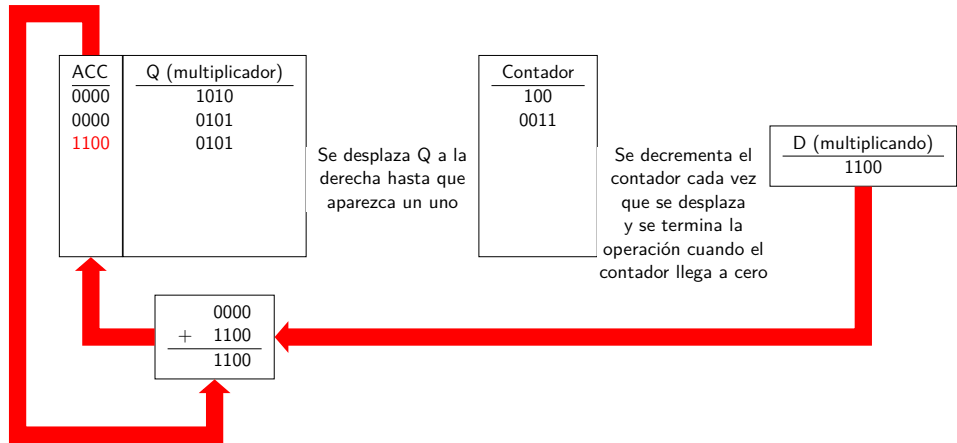 ACC Q (multiplicador)
0000 1010
0000 0101
1100 0101
Se desplaza Q a la
derecha hasta que
aparezca un uno
Contador
100
0011
Se decrementa el
contador cada vez
que se desplaza
y se termina la
operación cuando el
contador llega a cero
D (multiplicando)
1100
0000
+ 1100
1100